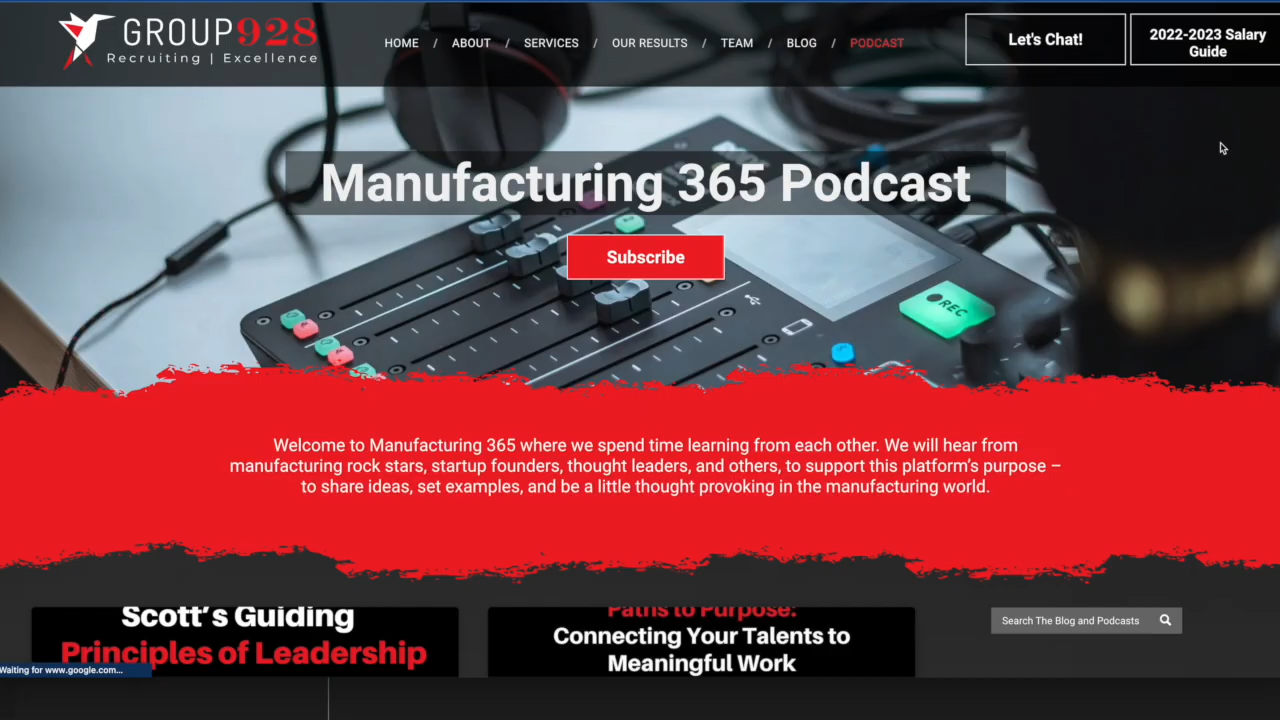 GROUP928
Recruiting | Excellence
HOME / ABOUT / SERVICES / OUR RESULTS / TEAM / BLOG / PODCAST
Let's Chat!
2022-2023 Salary
Guide
Manufacturing 365 Podcast
Subscribe
REC
Welcome to Manufacturing 365 where we spend time learning from each other. We will hear from
manufacturing rock stars, startup founders, thought leaders, and others, to support this platform's purpose –
to share ideas, set examples, and be a little thought provoking in the manufacturing world.
Scott's Guiding
Principles of Leadership
Paths to Purpose:
Connecting Your Talents to
Meaningful Work
Search The Blog and Podcasts
Waiting for www.google.com...